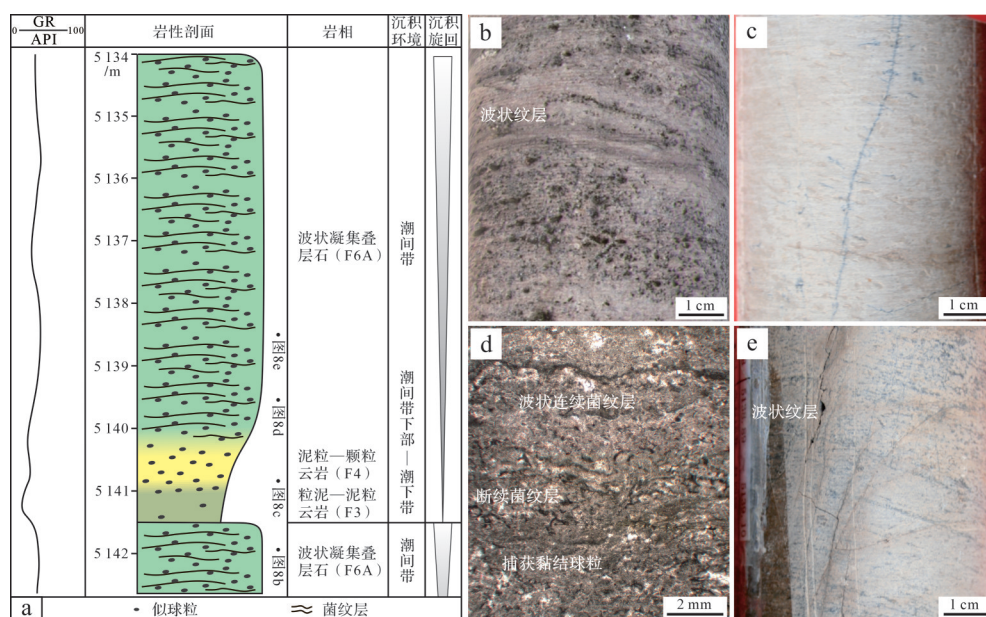 GR
0 100
API
岩性剖面
岩相
沉积
环境
沉积
旋回
5 134
/m
5 135
5 136
5 137
5 138
5 139
5 140
5 141
5 142
波状凝集叠
层石（F6A）
泥粒—颗粒
云岩（F4）
粒泥—泥粒
云岩（F3）
波状凝集叠
层石（F6A）
潮间带
潮间带下部—潮下带
潮间带
图8e
图8d
图8c
图8b
a
似球粒
菌纹层
b
波状纹层
1 cm
c
1 cm
d
波状连续菌纹层
断续菌纹层
捕获黏结球粒
2 mm
e
波状纹层
1 cm